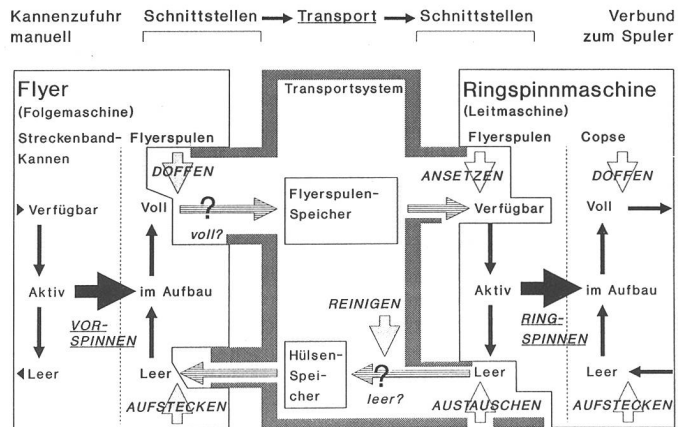 Kannenzufuhr
manuell
Schnittstellen
Transport
Schnittstellen
Verbund
zum Spuler
Flyer
(Folgemaschine)
Streckenband-
Kannen
Flyerspulen
DOFFEN
Verfügbar
Voll
?
voll?
Aktiv
im Aufbau
VOR-
SPINNEN
Leer
Leer
AUFSTECKEN
Transportsystem
Flyerspulen-
Speicher
REINIGEN
Hülsen-
Spei-
cher
?
leer?
Ringspinnmaschine
(Leitmaschine)
Flyerspulen
Copse
ANSETZEN
DOFFEN
Verfügbar
Voll
Aktiv
im Aufbau
RING-
SPINNEN
Leer
Leer
AUSTAUSCHEN
AUFSTECKEN